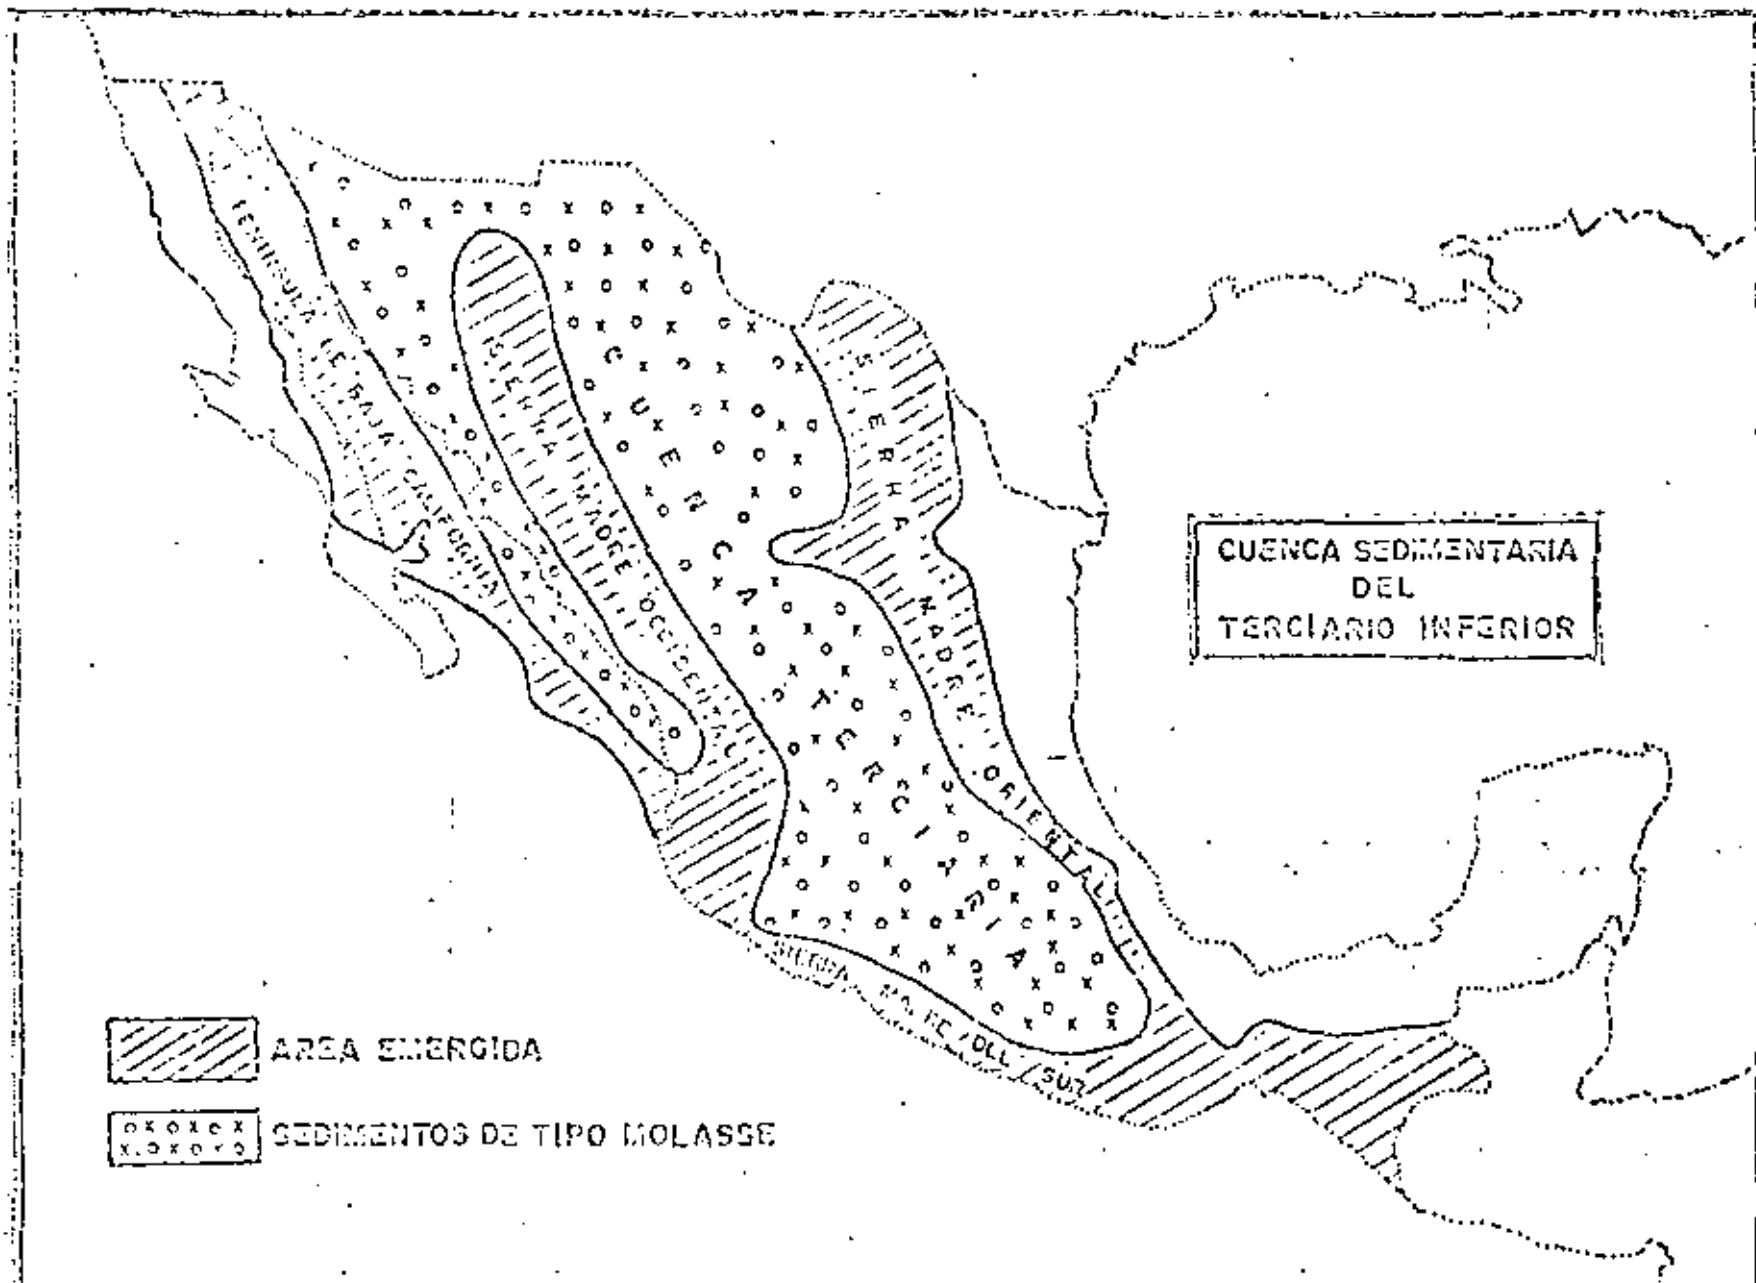 PENINSULA DE BAJA CALIFORNIA
SIERRA MADRE OCCIDENTAL
CUENCA TERCIARIA
SIERRA MADRE ORIENTAL
CUENCA SEDIMENTARIA
DEL
TERCIARIO INFERIOR
SIERRA MADRE DEL SUR
AREA EMERGIDA
SEDIMENTOS DE TIPO MOLASSE